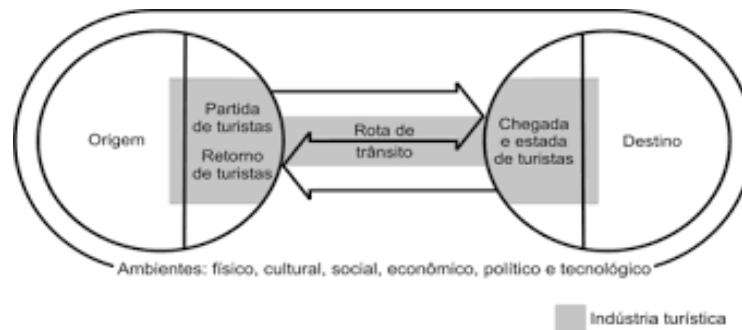 Origem
Partida
de turistas
Retorno
de turistas
Rota de
trânsito
Chegada
e estada
de turistas
Destino
Ambientes: físico, cultural, social, econômico, político e tecnológico
Indústria turística